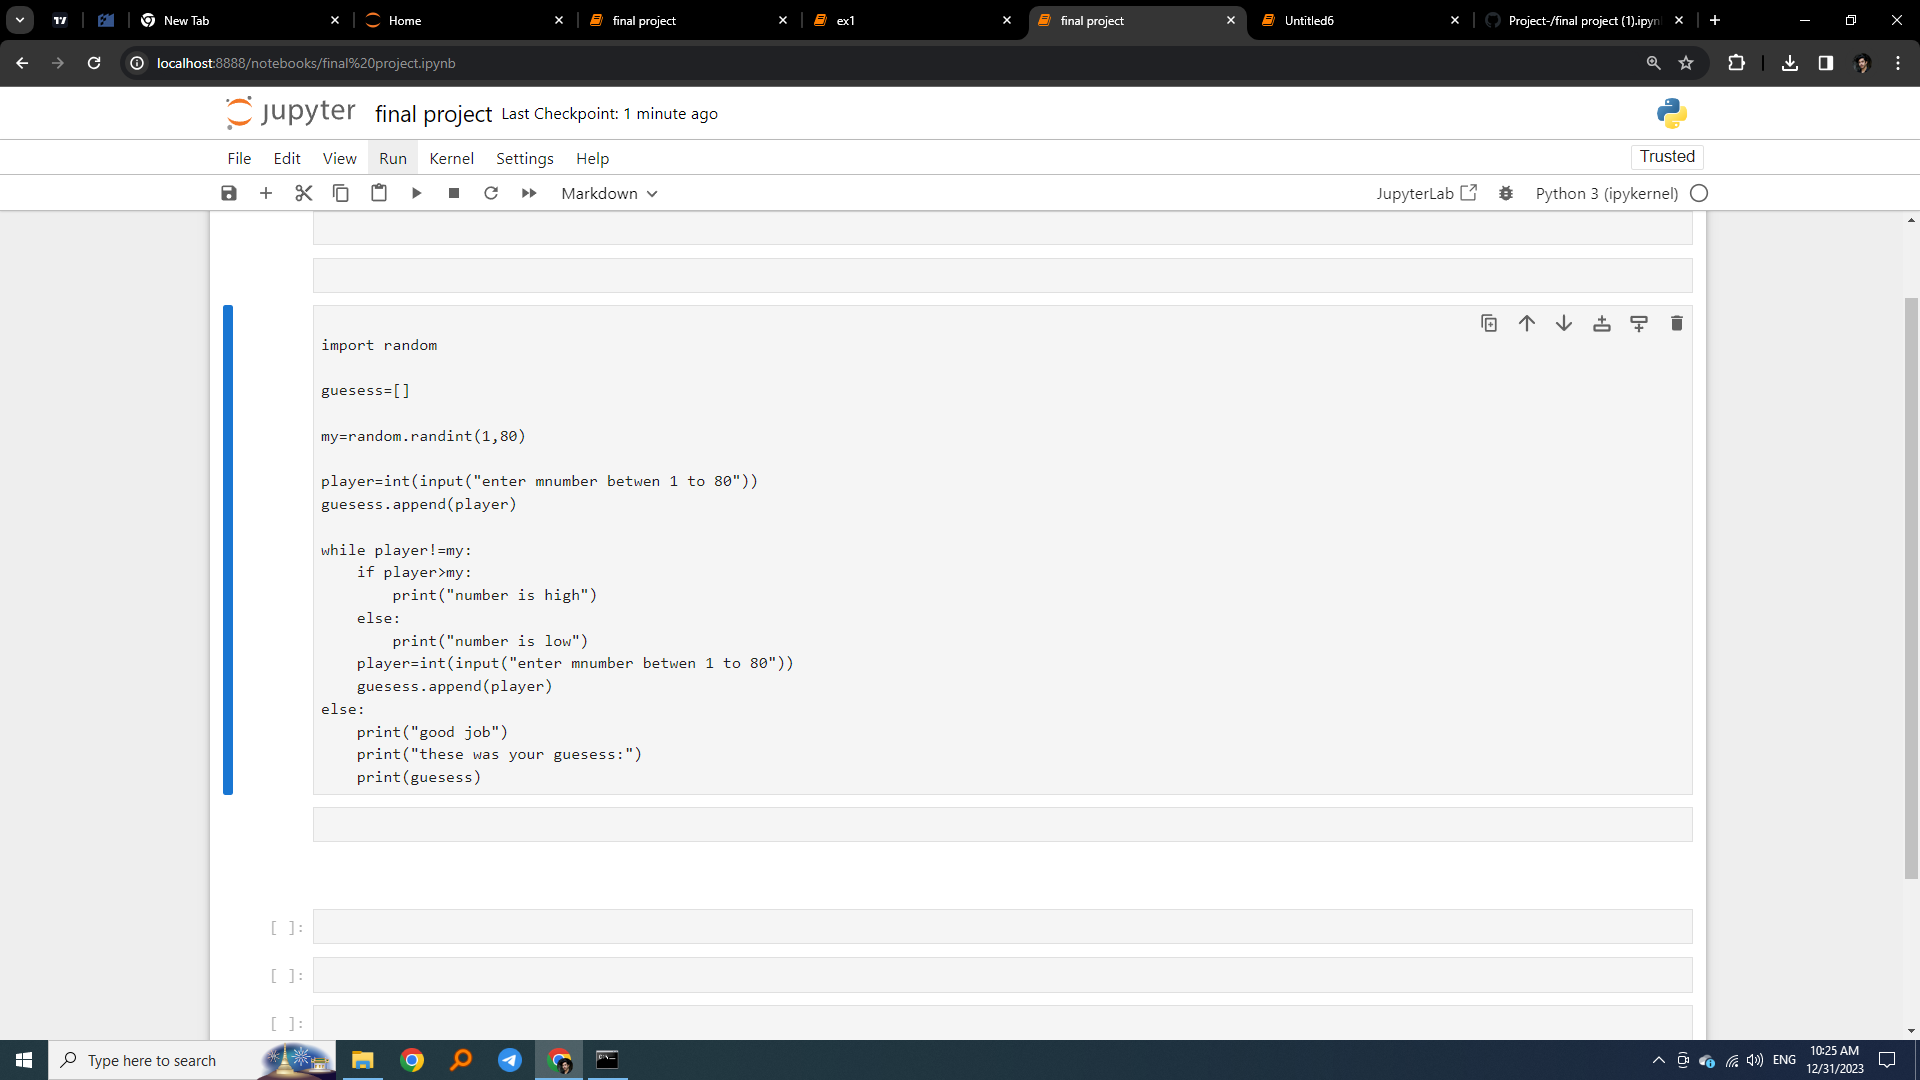 New Tab
Home
final project
ex1
final project
Untitled6
Project-/final project (1).ipyn
localhost:8888/notebooks/final%20project.ipynb
jupyter final project Last Checkpoint: 1 minute ago
File Edit View Run Kernel Settings Help
Trusted
Markdown
JupyterLab
Python 3 (ipykernel)
import random
guesess=[]
my=random.randint(1,80)
player=int(input("enter mnumber betwen 1 to 80"))
guesess.append(player)
while player!=my:
    if player>my:
        print("number is high")
    else:
        print("number is low")
    player=int(input("enter mnumber betwen 1 to 80"))
    guesess.append(player)
else:
    print("good job")
    print("these was your guesess:")
    print(guesess)
[ ]:
[ ]:
[ ]:
Type here to search
ENG
10:25 AM
12/31/2023